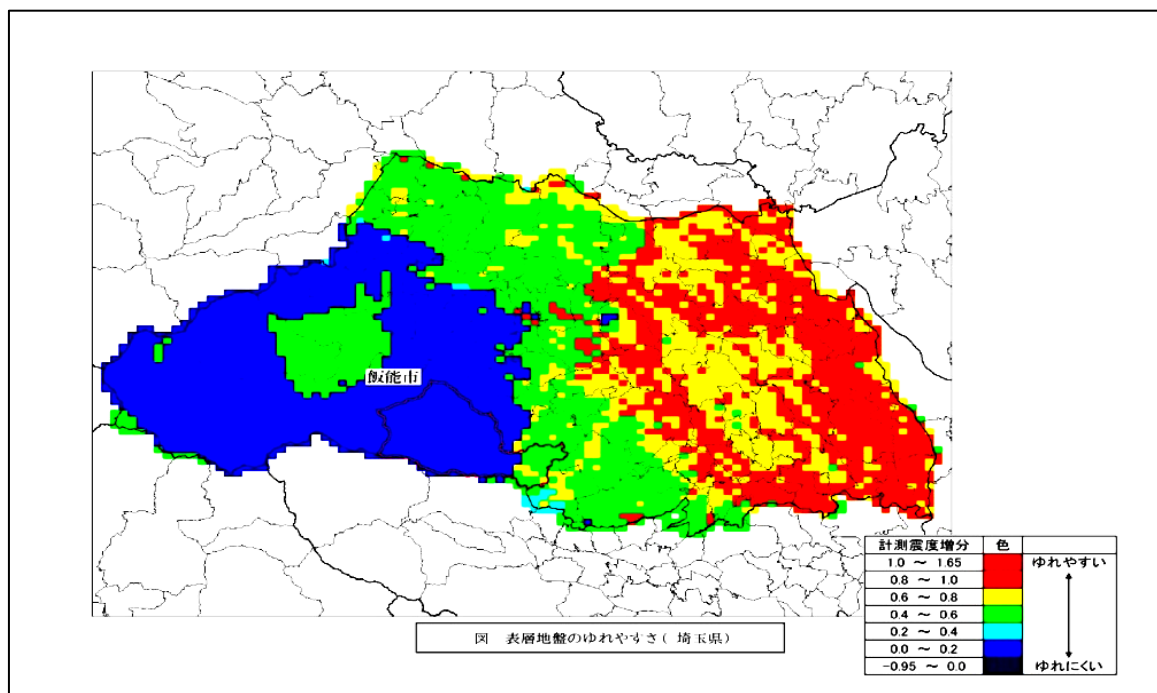 飯能市
計測震度増分 色
1.0 ～ 1.65 ゆれやすい
0.8 ～ 1.0
0.6 ～ 0.8
0.4 ～ 0.6
0.2 ～ 0.4
0.0 ～ 0.2
-0.95 ～ 0.0 ゆれにくい
図 表層地盤のゆれやすさ( 埼玉県)